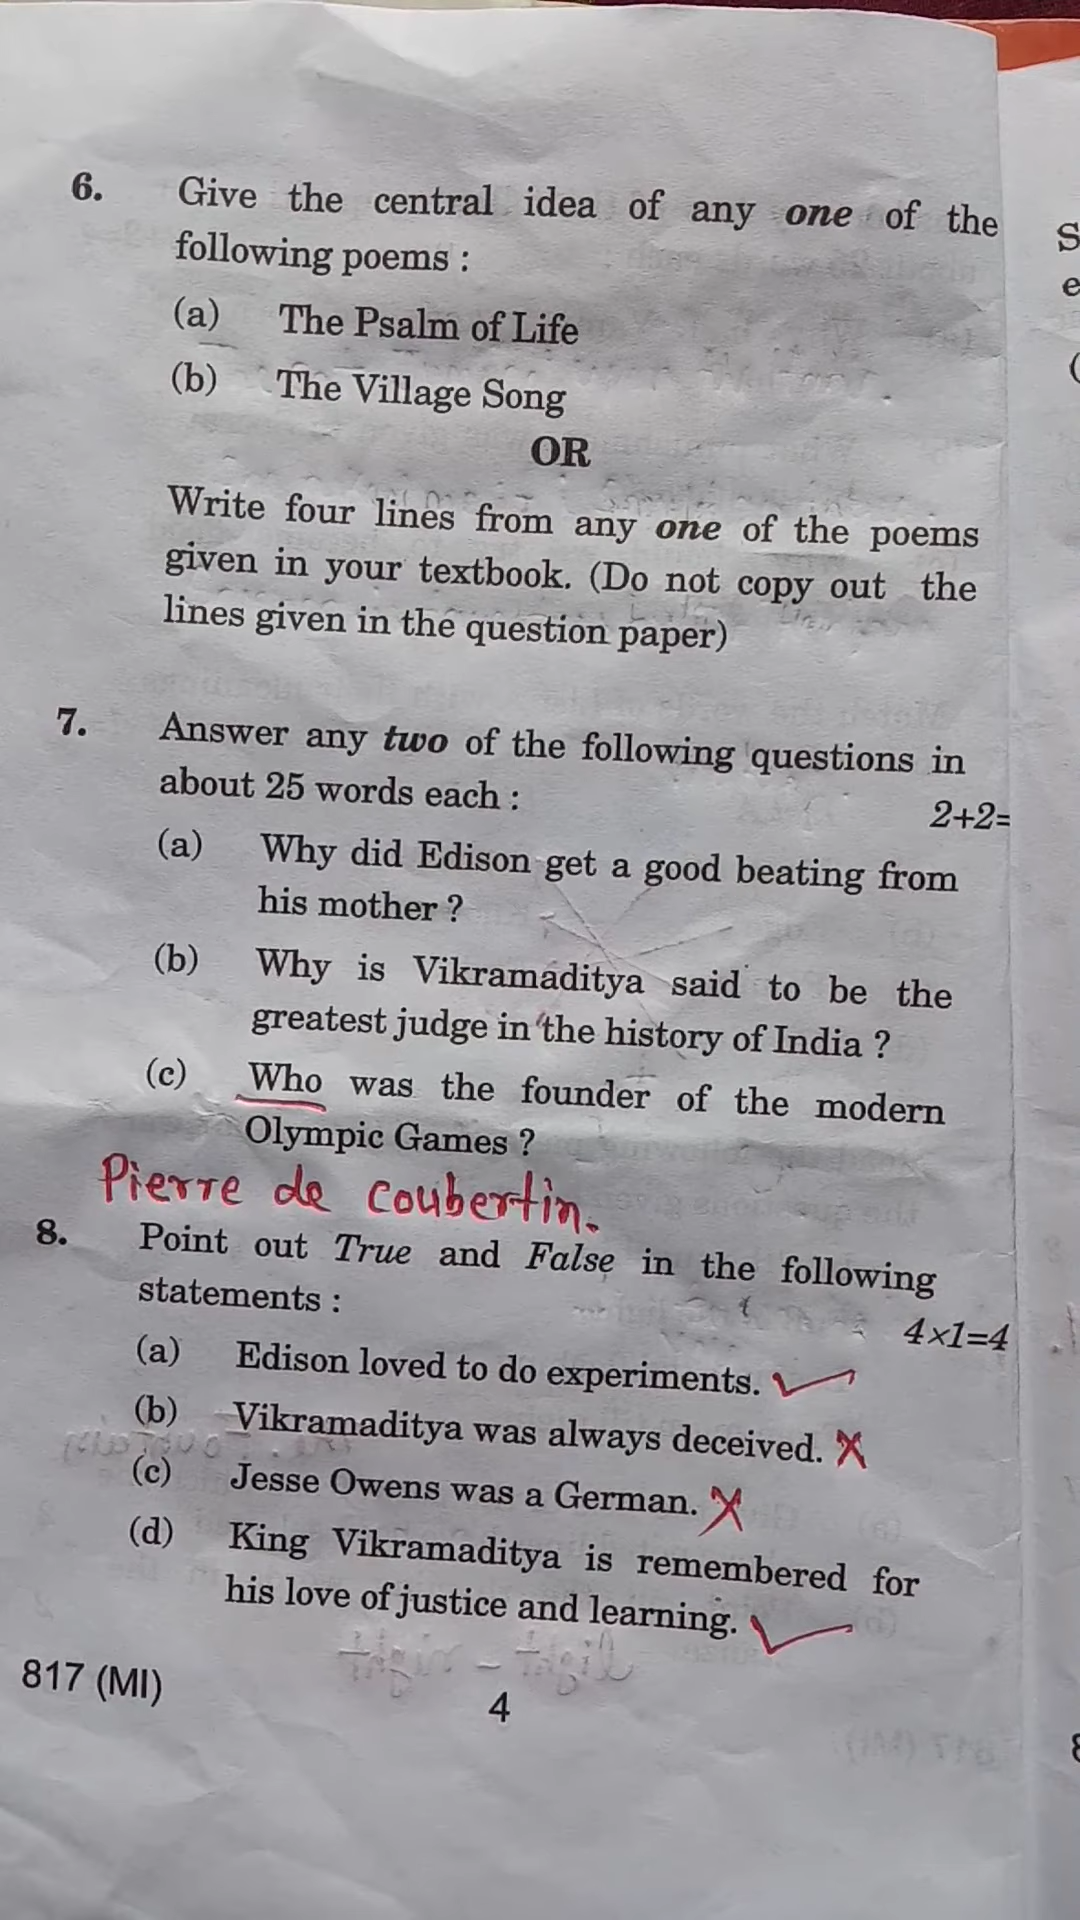 6. Give the central idea of any one of the
following poems :
(a) The Psalm of Life
(b) The Village Song
OR
Write four lines from any one of the poems
given in your textbook. (Do not copy out the
lines given in the question paper)
7. Answer any two of the following questions in
about 25 words each :
2+2=
(a) Why did Edison get a good beating from
his mother ?
(b) Why is Vikramaditya said to be the
greatest judge in the history of India ?
(c) Who was the founder of the modern
Olympic Games ?
Pierre de coubertin.
8. Point out True and False in the following
statements :
4×1=4
(a) Edison loved to do experiments.
(b) Vikramaditya was always deceived.
(c) Jesse Owens was a German.
(d) King Vikramaditya is remembered for
his love of justice and learning.
817 (MI)
4